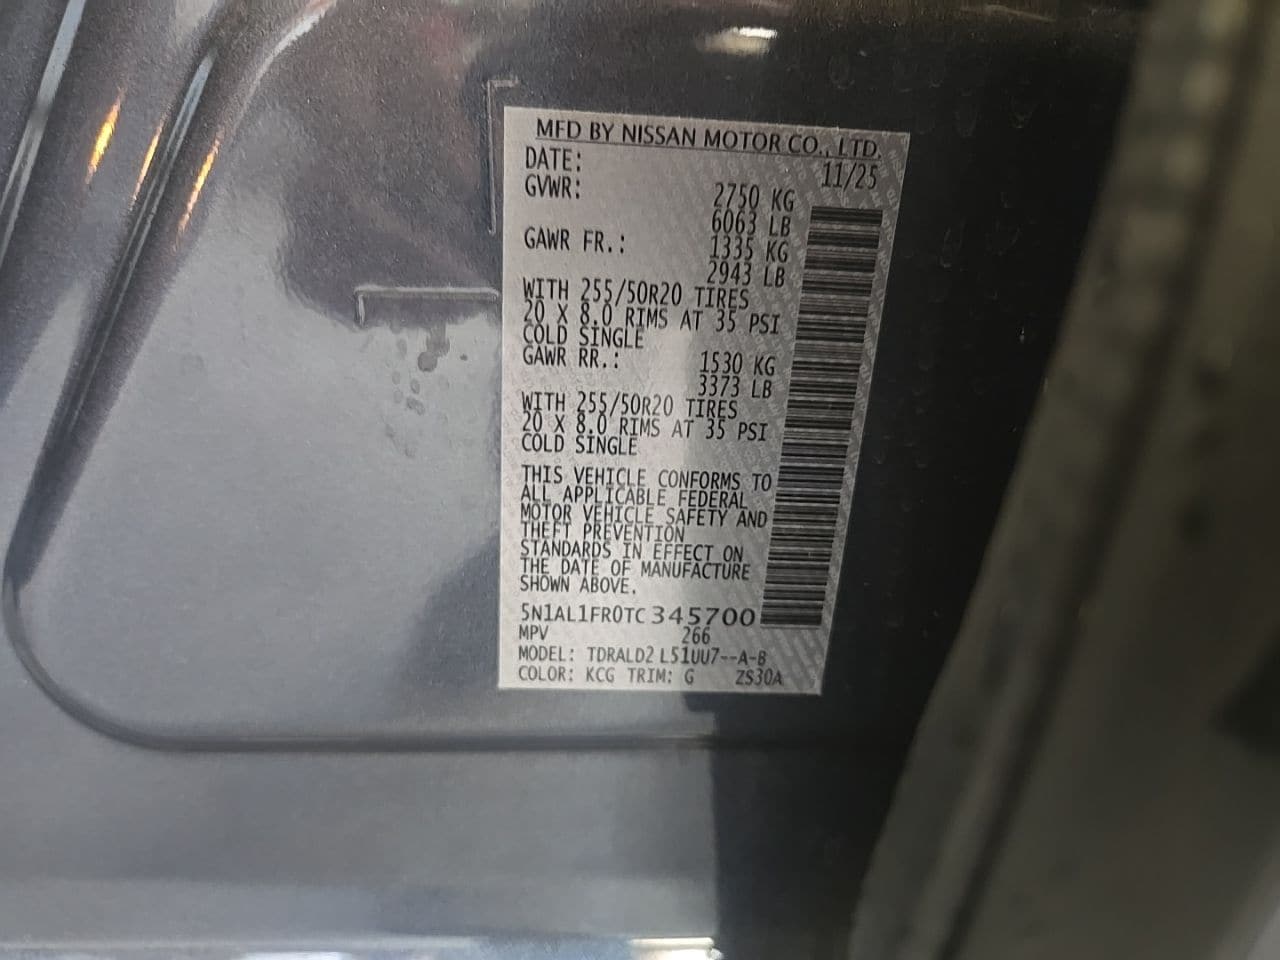 MFD BY NISSAN MOTOR CO., LTD.
DATE: 11/25
GVWR: 2750 KG
6063 LB
GAWR FR.: 1335 KG
2943 LB
WITH 255/50R20 TIRES
20 X 8.0 RIMS AT 35 PSI
COLD SINGLE
GAWR RR.: 1530 KG
3373 LB
WITH 255/50R20 TIRES
20 X 8.0 RIMS AT 35 PSI
COLD SINGLE
THIS VEHICLE CONFORMS TO
ALL APPLICABLE FEDERAL
MOTOR VEHICLE SAFETY AND
THEFT PREVENTION
STANDARDS IN EFFECT ON
THE DATE OF MANUFACTURE
SHOWN ABOVE.
5N1AL1FR0TC345700
MPV 266
MODEL: TDRALD2 L51UU7--A-B
COLOR: KCG TRIM: G ZS30A